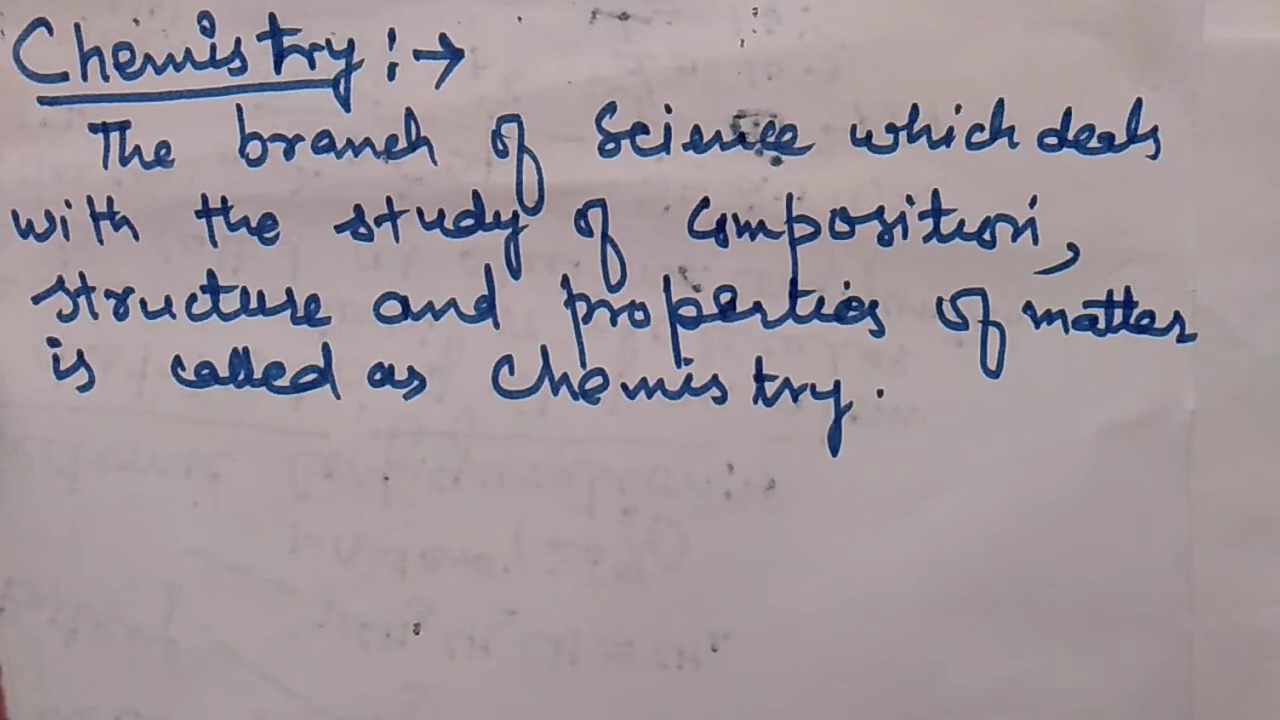 Chemistry :→
The branch of Science which deals
with the study of composition,
structure and properties of matter
is called as Chemistry.